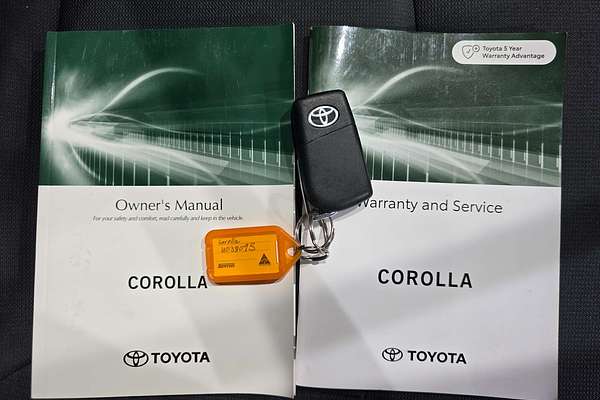 Owner's Manual
For your safety and comfort, read carefully and keep in the vehicle.
COROLLA
TOYOTA
Toyota 5 Year
Warranty Advantage
Warranty and Service
COROLLA
TOYOTA
Corolla